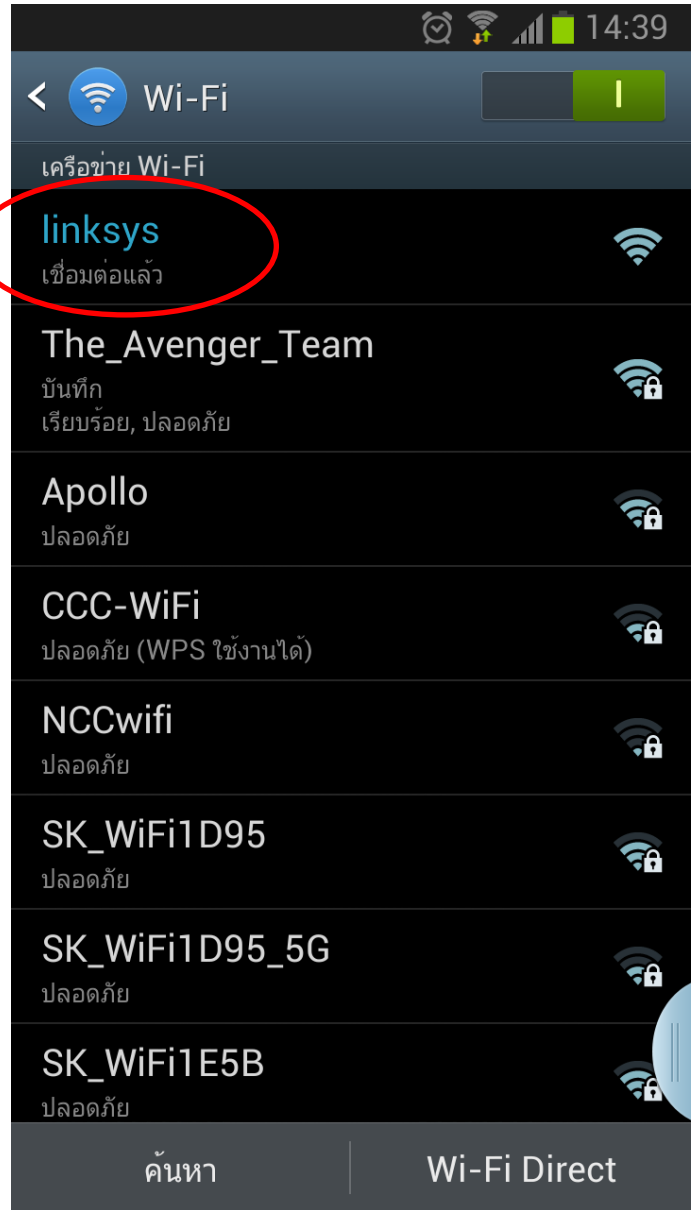 14:39
Wi-Fi
เครือข่าย Wi-Fi
linksys
เชื่อมต่อแล้ว
The_Avenger_Team
บันทึก
เรียบร้อย, ปลอดภัย
Apollo
ปลอดภัย
CCC-WiFi
ปลอดภัย (WPS ใช้งานได้)
NCCwifi
ปลอดภัย
SK_WiFi1D95
ปลอดภัย
SK_WiFi1D95_5G
ปลอดภัย
SK_WiFi1E5B
ปลอดภัย
ค้นหา
Wi-Fi Direct